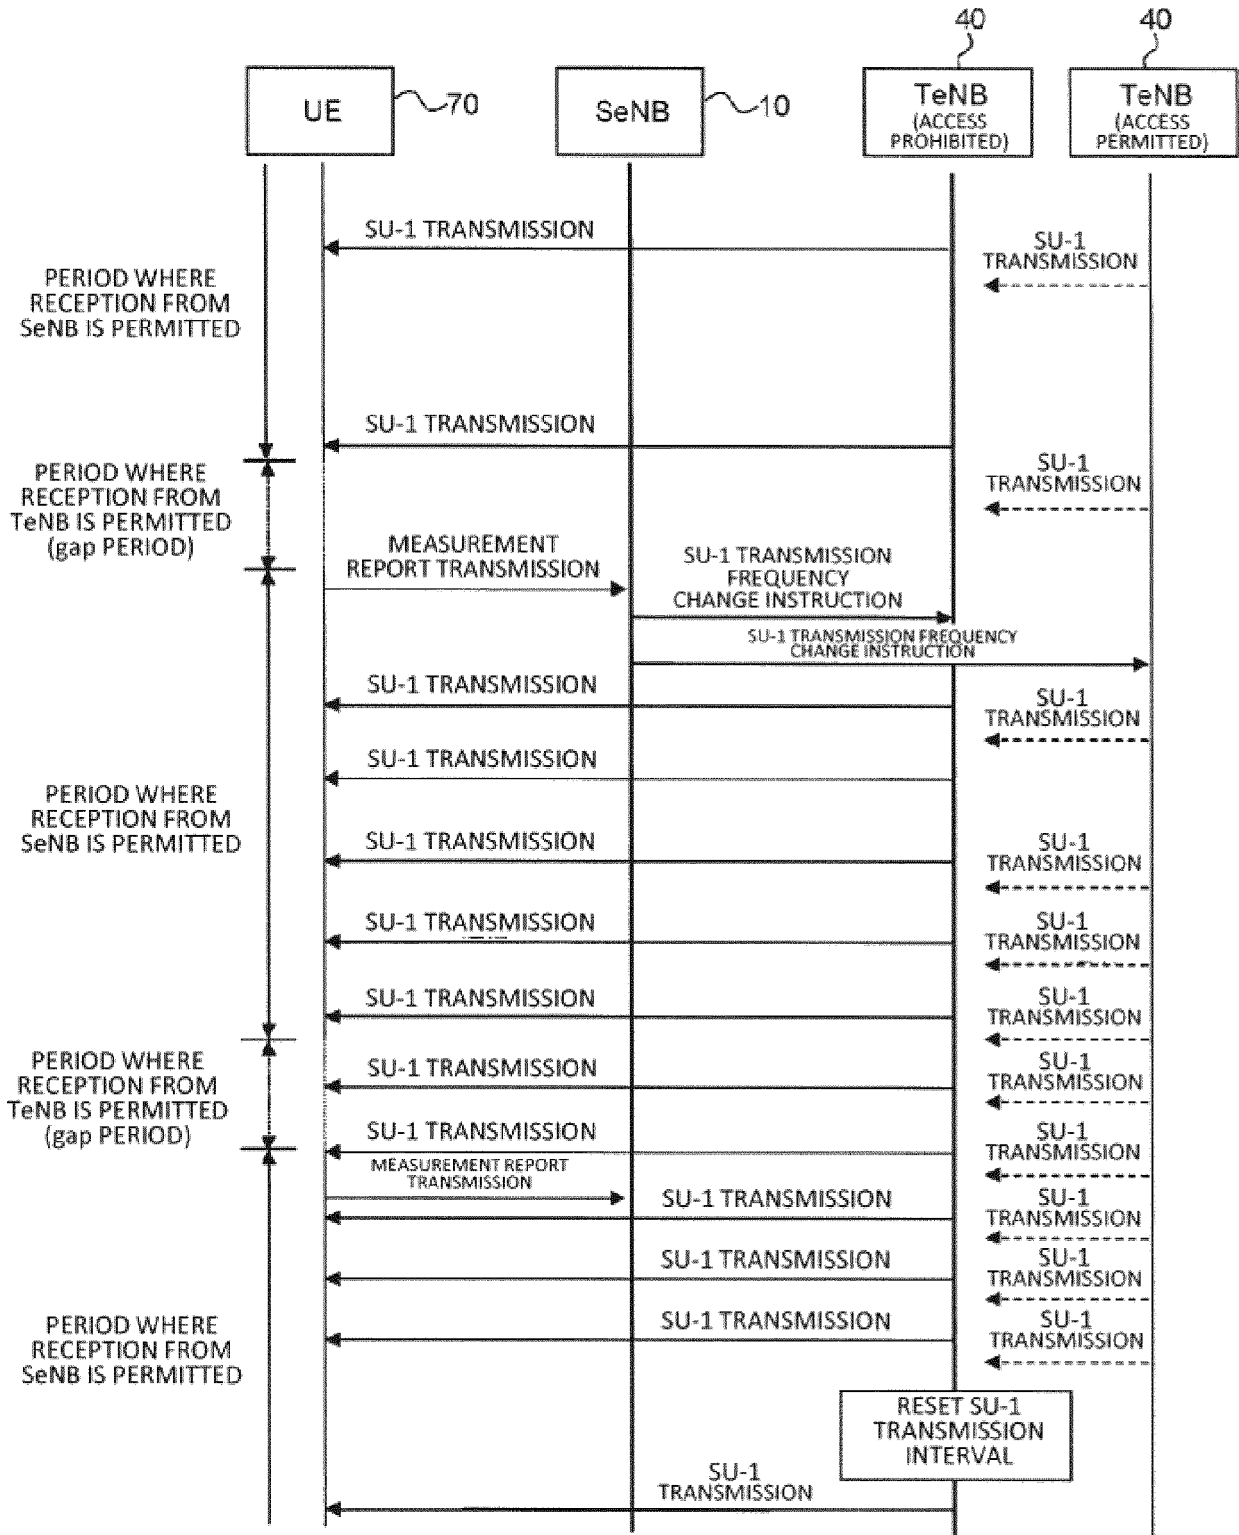 40
40
UE
70
SeNB
10
TeNB
(ACCESS
PROHIBITED)
TeNB
(ACCESS
PERMITTED)
SU-1 TRANSMISSION
SU-1
TRANSMISSION
PERIOD WHERE
RECEPTION FROM
SeNB IS PERMITTED
SU-1 TRANSMISSION
SU-1
TRANSMISSION
PERIOD WHERE
RECEPTION FROM
TeNB IS PERMITTED
(gap PERIOD)
MEASUREMENT
REPORT TRANSMISSION
SU-1 TRANSMISSION
FREQUENCY
CHANGE INSTRUCTION
SU-1 TRANSMISSION FREQUENCY
CHANGE INSTRUCTION
SU-1 TRANSMISSION
SU-1
TRANSMISSION
SU-1 TRANSMISSION
PERIOD WHERE
RECEPTION FROM
SeNB IS PERMITTED
SU-1 TRANSMISSION
SU-1
TRANSMISSION
SU-1 TRANSMISSION
SU-1
TRANSMISSION
SU-1 TRANSMISSION
SU-1
TRANSMISSION
PERIOD WHERE
RECEPTION FROM
TeNB IS PERMITTED
(gap PERIOD)
SU-1 TRANSMISSION
SU-1
TRANSMISSION
SU-1 TRANSMISSION
SU-1
TRANSMISSION
MEASUREMENT REPORT
TRANSMISSION
SU-1 TRANSMISSION
SU-1
TRANSMISSION
SU-1 TRANSMISSION
SU-1
TRANSMISSION
SU-1 TRANSMISSION
SU-1
TRANSMISSION
PERIOD WHERE
RECEPTION FROM
SeNB IS PERMITTED
RESET SU-1
TRANSMISSION
INTERVAL
SU-1
TRANSMISSION